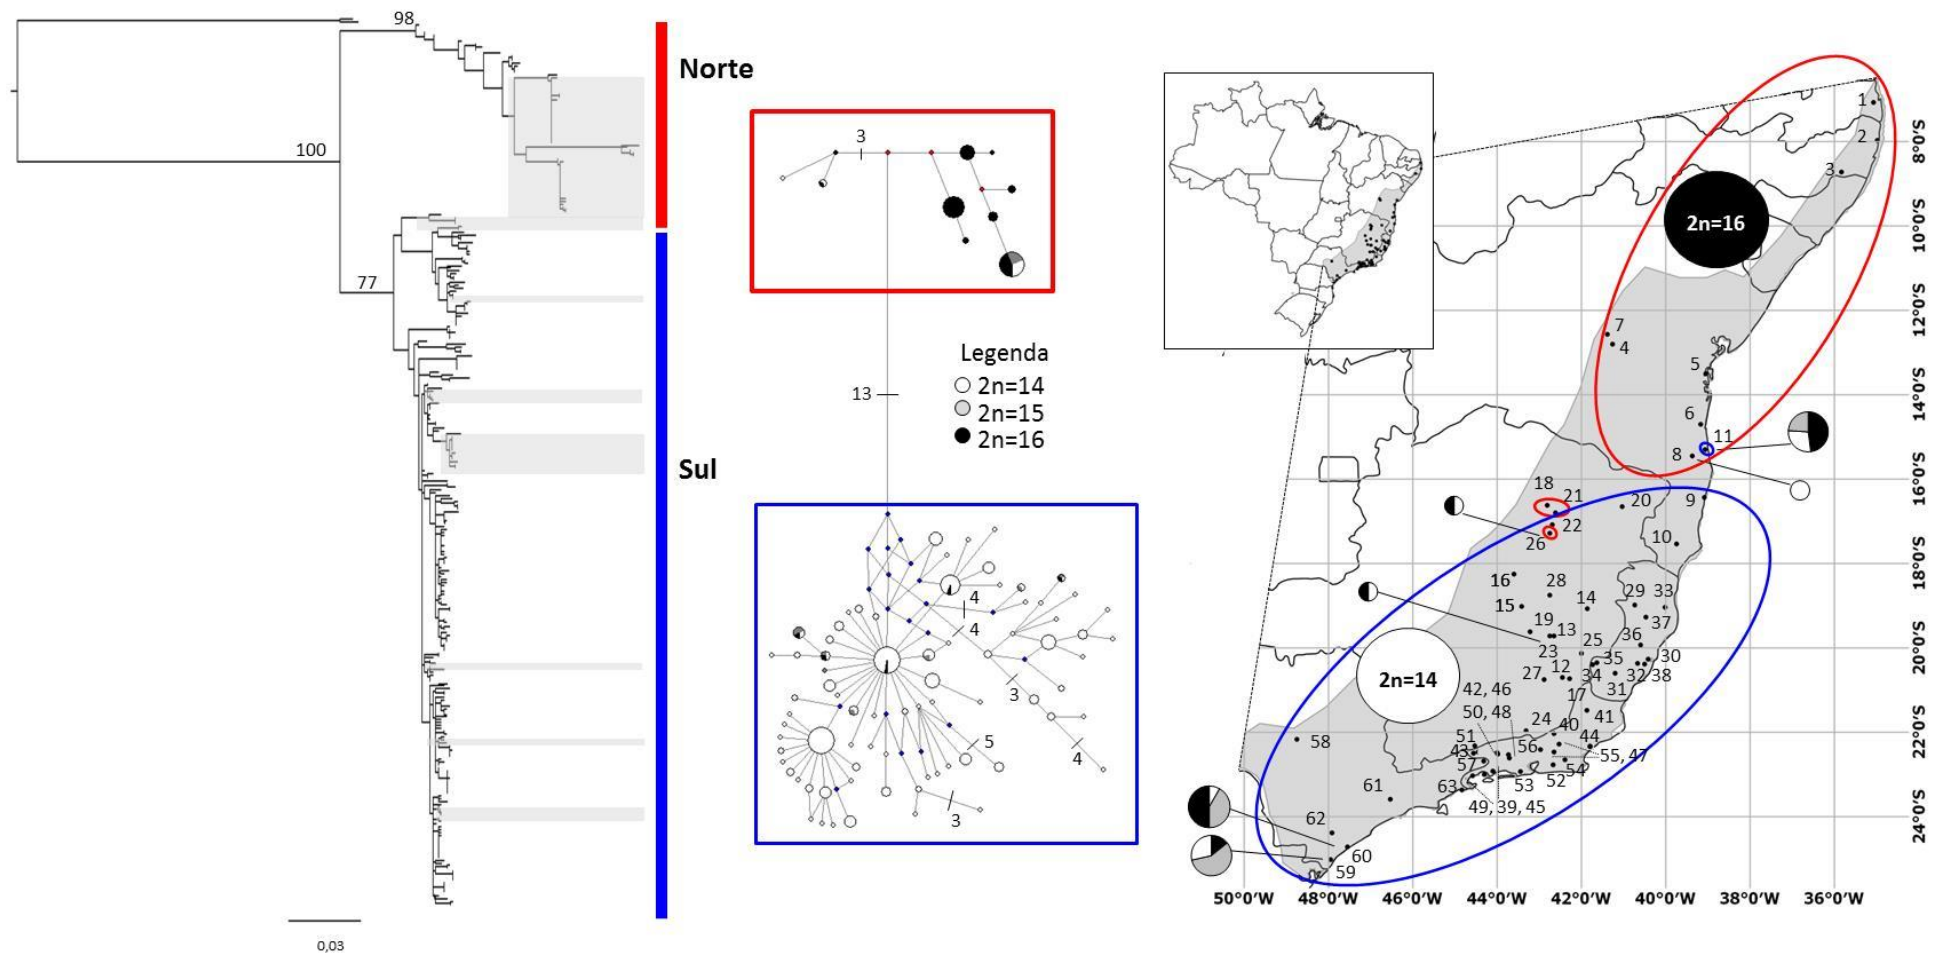 98
100
77
0,03
Norte
Sul
3
13
Legenda
2n=14
2n=15
2n=16
4
4
3
5
4
3
2n=16
2n=14
1
2
3
7
4
5
6
11
8
18
21
20
9
22
26
10
16
28
15
14
29
33
19
13
37
36
25
23
12
35
30
27
34
32
38
31
42, 46
17
50, 48
24
40
41
51
56
44
43
55, 47
57
54
52
53
63
49, 39, 45
58
61
62
60
59
8°0'S
10°0'S
12°0'S
14°0'S
16°0'S
18°0'S
20°0'S
22°0'S
24°0'S
50°0'W
48°0'W
46°0'W
44°0'W
42°0'W
40°0'W
38°0'W
36°0'W